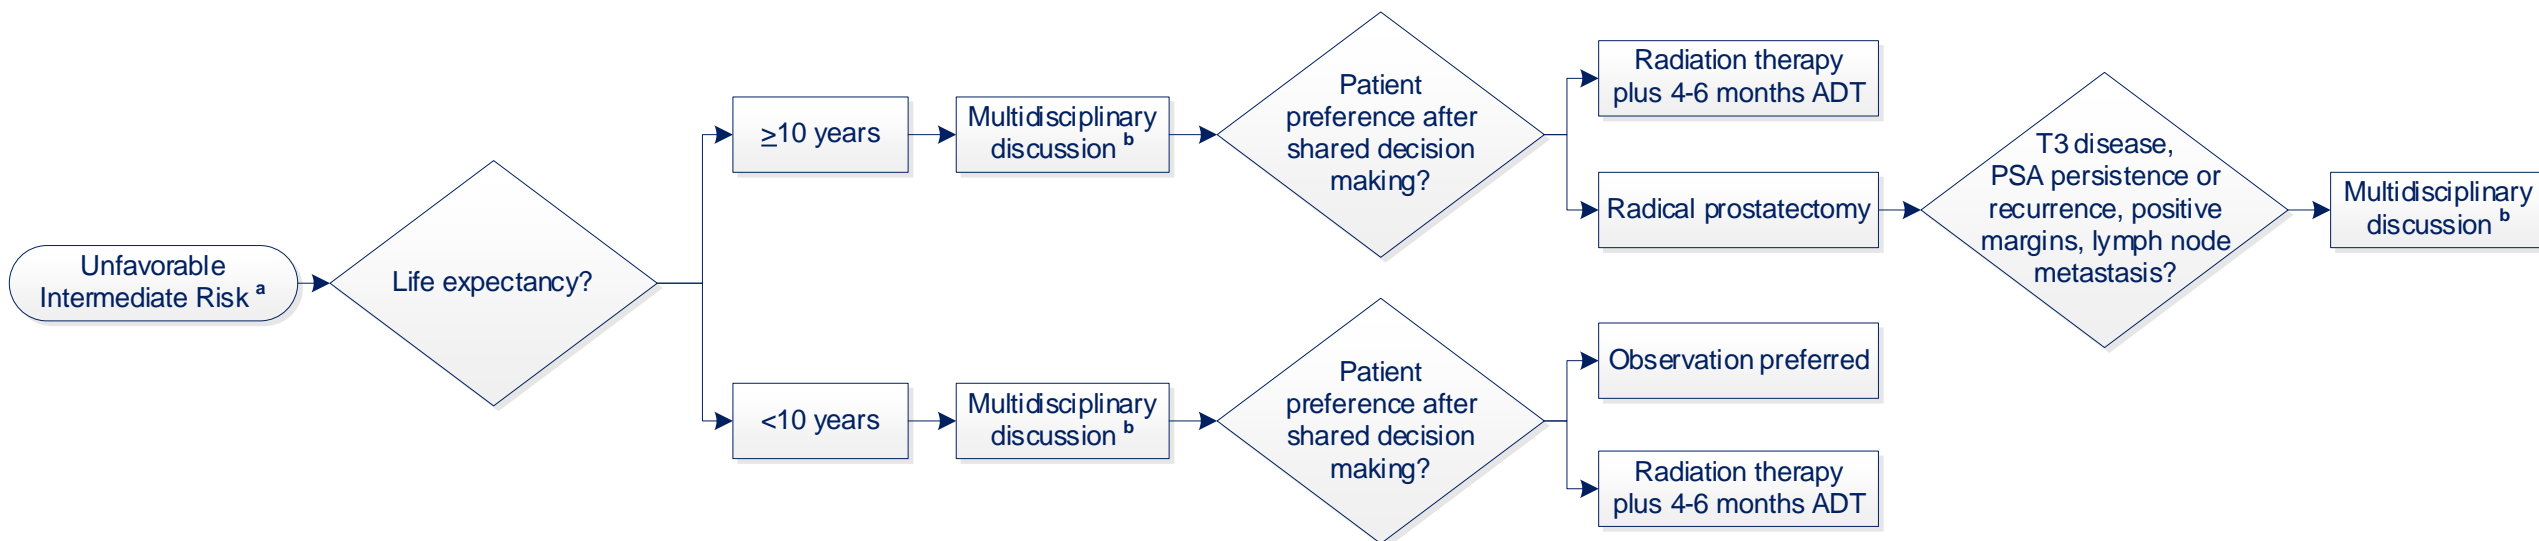 Unfavorable
Intermediate Risk a
Life expectancy?
≥10 years
Multidisciplinary
discussion b
Patient
preference after
shared decision
making?
Radiation therapy
plus 4-6 months ADT
Radical prostatectomy
T3 disease,
PSA persistence or
recurrence, positive
margins, lymph node
metastasis?
Multidisciplinary
discussion b
<10 years
Multidisciplinary
discussion b
Patient
preference after
shared decision
making?
Observation preferred
Radiation therapy
plus 4-6 months ADT